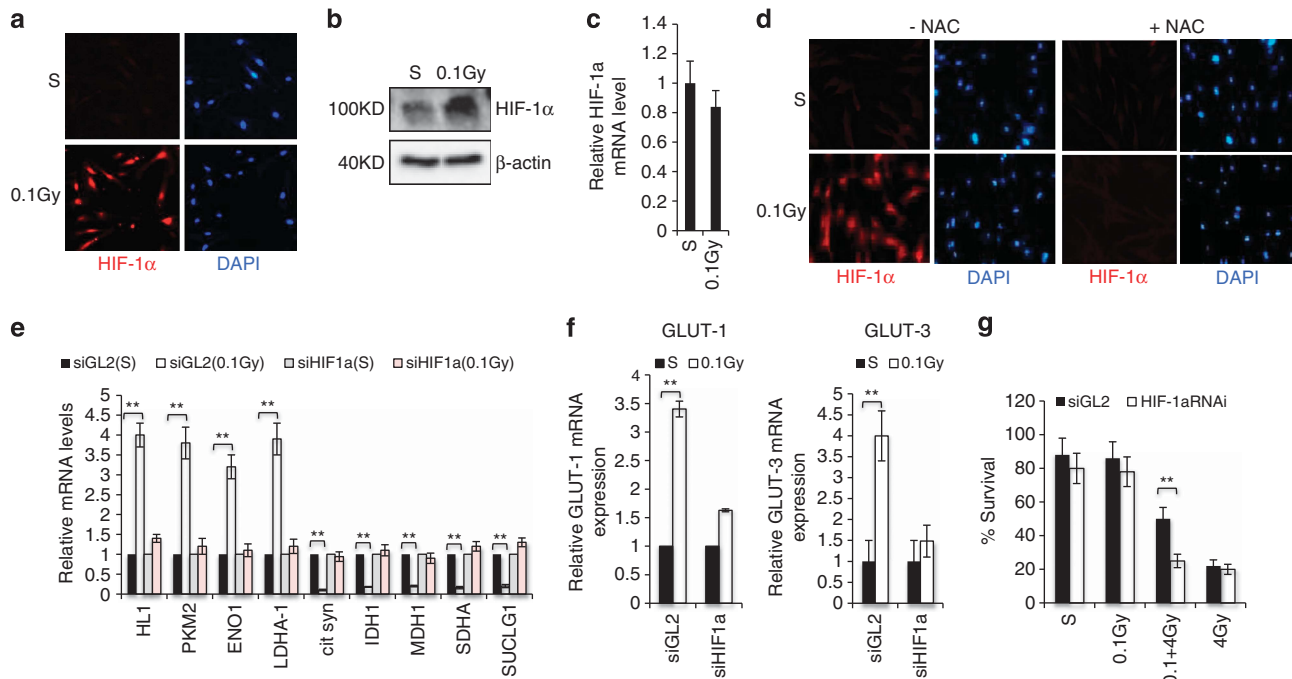 a
S
0.1Gy
HIF-1α
DAPI
b
S 0.1Gy
100KD
HIF-1α
40KD
β-actin
c
Relative HIF-1a
mRNA level
1.4
1.2
1
0.8
0.6
0.4
0.2
0
S
0.1Gy
d
- NAC
+ NAC
S
0.1Gy
HIF-1α
DAPI
HIF-1α
DAPI
e
siGL2(S) siGL2(0.1Gy) siHIF1a(S) siHIF1a(0.1Gy)
Relative mRNA levels
5
4.5
4
3.5
3
2.5
2
1.5
1
0.5
0
** ** ** ** ** ** ** ** **
HL1
PKM2
ENO1
LDHA-1
cit syn
IDH1
MDH1
SDHA
SUCLG1
f
GLUT-1
S 0.1Gy
Relative GLUT-1 mRNA
expression
4
3.5
3
2.5
2
1.5
1
0.5
0
**
siGL2
siHIF1a
GLUT-3
S 0.1Gy
Relative GLUT-3 mRNA
expression
5
4.5
4
3.5
3
2.5
2
1.5
1
0.5
0
**
siGL2
siHIF1a
g
siGL2 HIF-1aRNAi
% Survival
120
100
80
60
40
20
0
**
S
0.1Gy
0.1+4Gy
4Gy